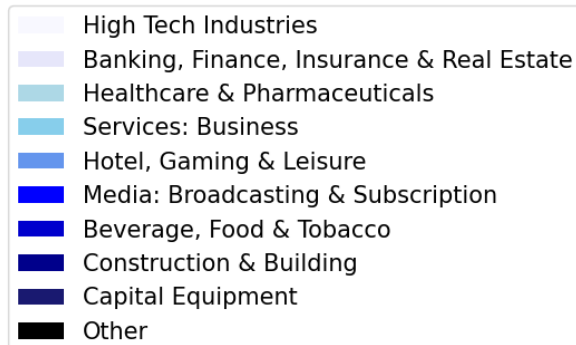 High Tech Industries
Banking, Finance, Insurance & Real Estate
Healthcare & Pharmaceuticals
Services: Business
Hotel, Gaming & Leisure
Media: Broadcasting & Subscription
Beverage, Food & Tobacco
Construction & Building
Capital Equipment
Other